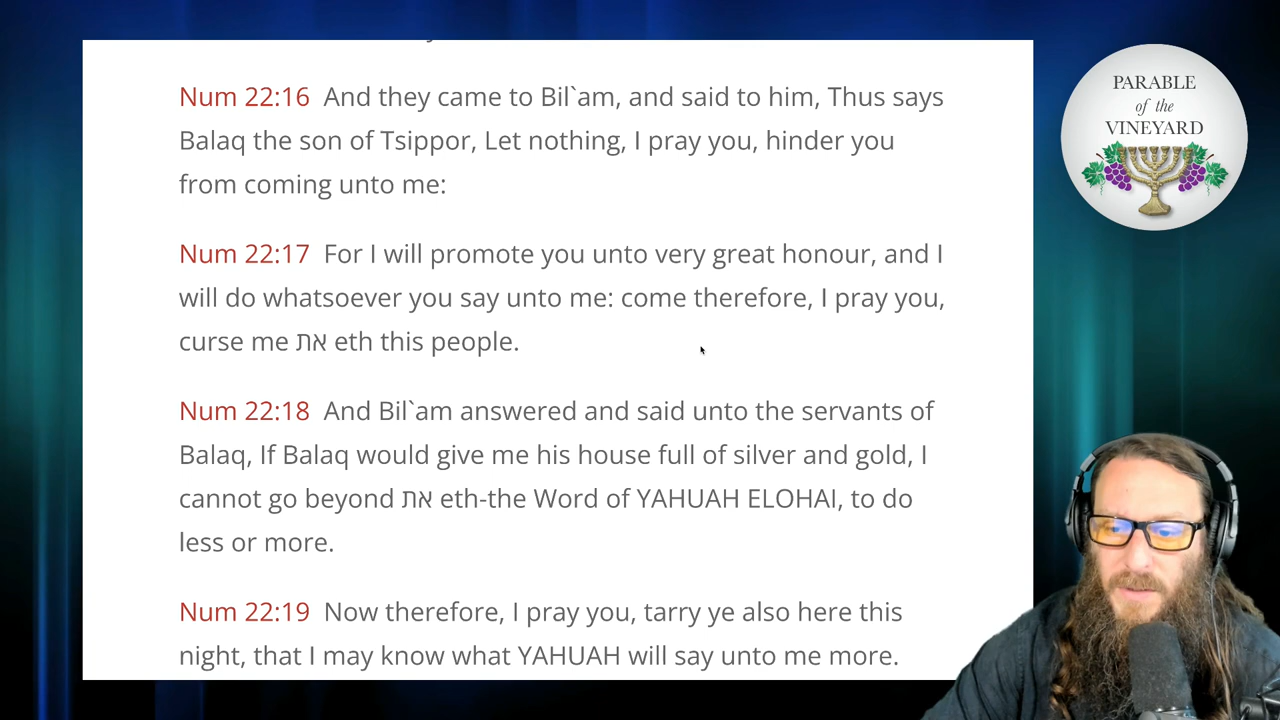 Num 22:16 And they came to Bil`am, and said to him, Thus says
Balaq the son of Tsippor, Let nothing, I pray you, hinder you
from coming unto me:
Num 22:17 For I will promote you unto very great honour, and I
will do whatsoever you say unto me: come therefore, I pray you,
curse me את eth this people.
Num 22:18 And Bil`am answered and said unto the servants of
Balaq, If Balaq would give me his house full of silver and gold, I
cannot go beyond את eth-the Word of YAHUAH ELOHAI, to do
less or more.
Num 22:19 Now therefore, I pray you, tarry ye also here this
night, that I may know what YAHUAH will say unto me more.
PARABLE
of the
VINEYARD